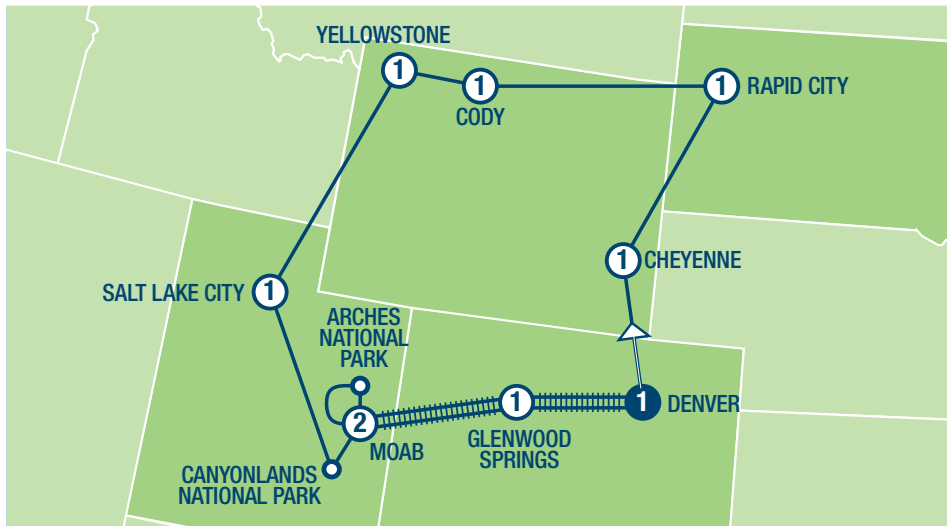 YELLOWSTONE
1
1
CODY
1
RAPID CITY
1
CHEYENNE
SALT LAKE CITY
1
ARCHES
NATIONAL
PARK
2
MOAB
1
GLENWOOD
SPRINGS
1
DENVER
CANYONLANDS
NATIONAL PARK